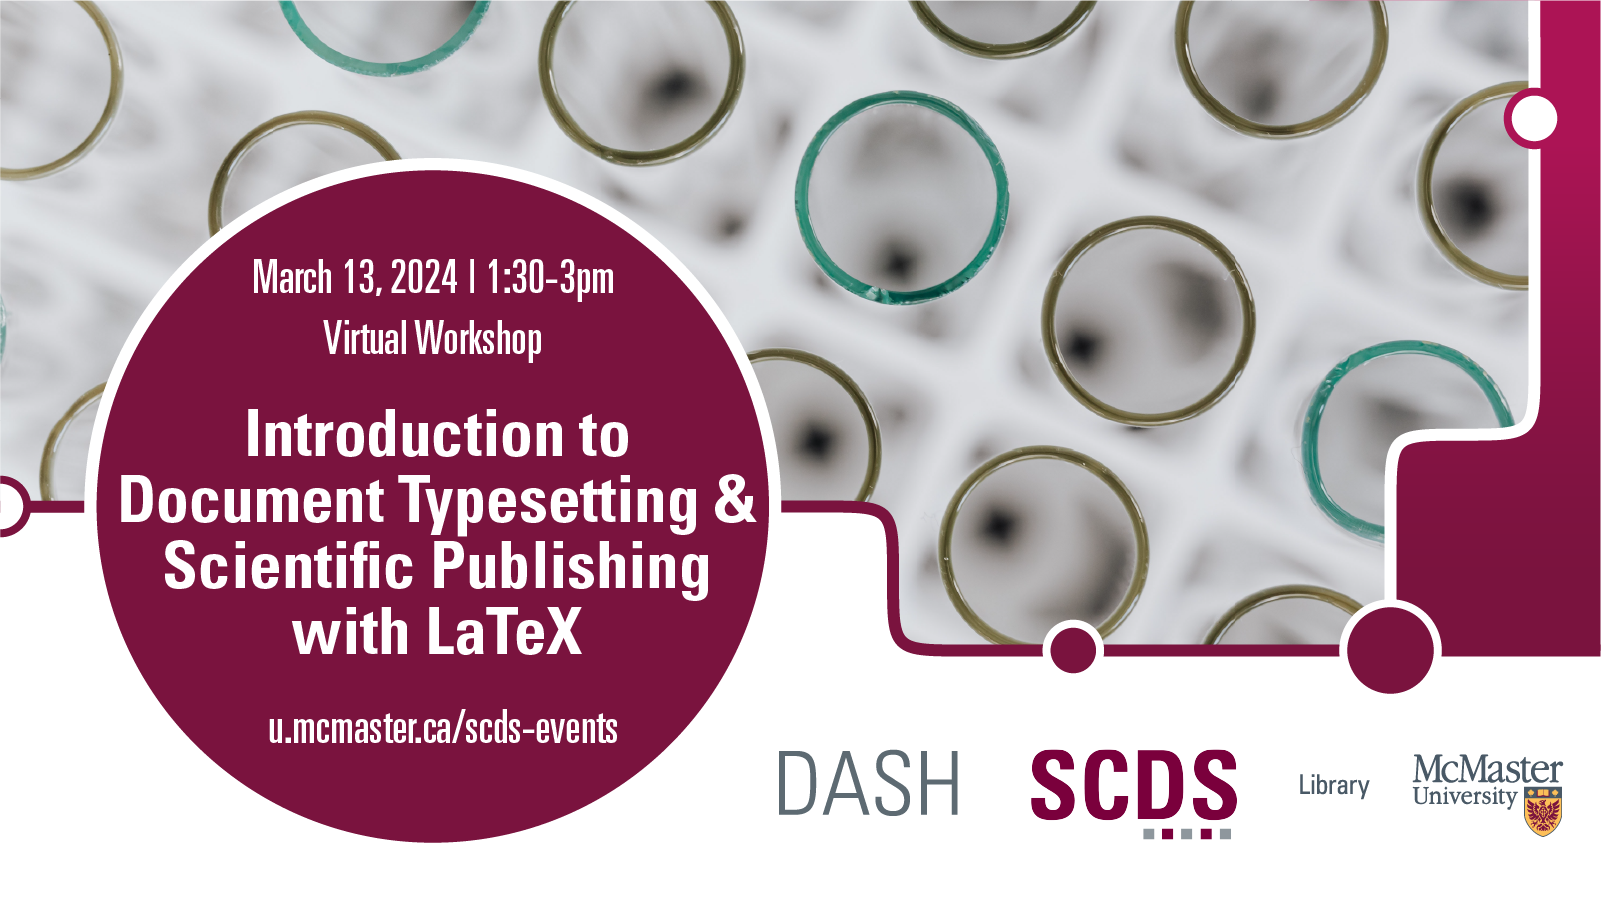 March 13, 2024 | 1:30-3pm
Virtual Workshop
Introduction to
Document Typesetting &
Scientific Publishing
with LaTeX
u.mcmaster.ca/scds-events
DASH
SCDS
Library
McMaster
University